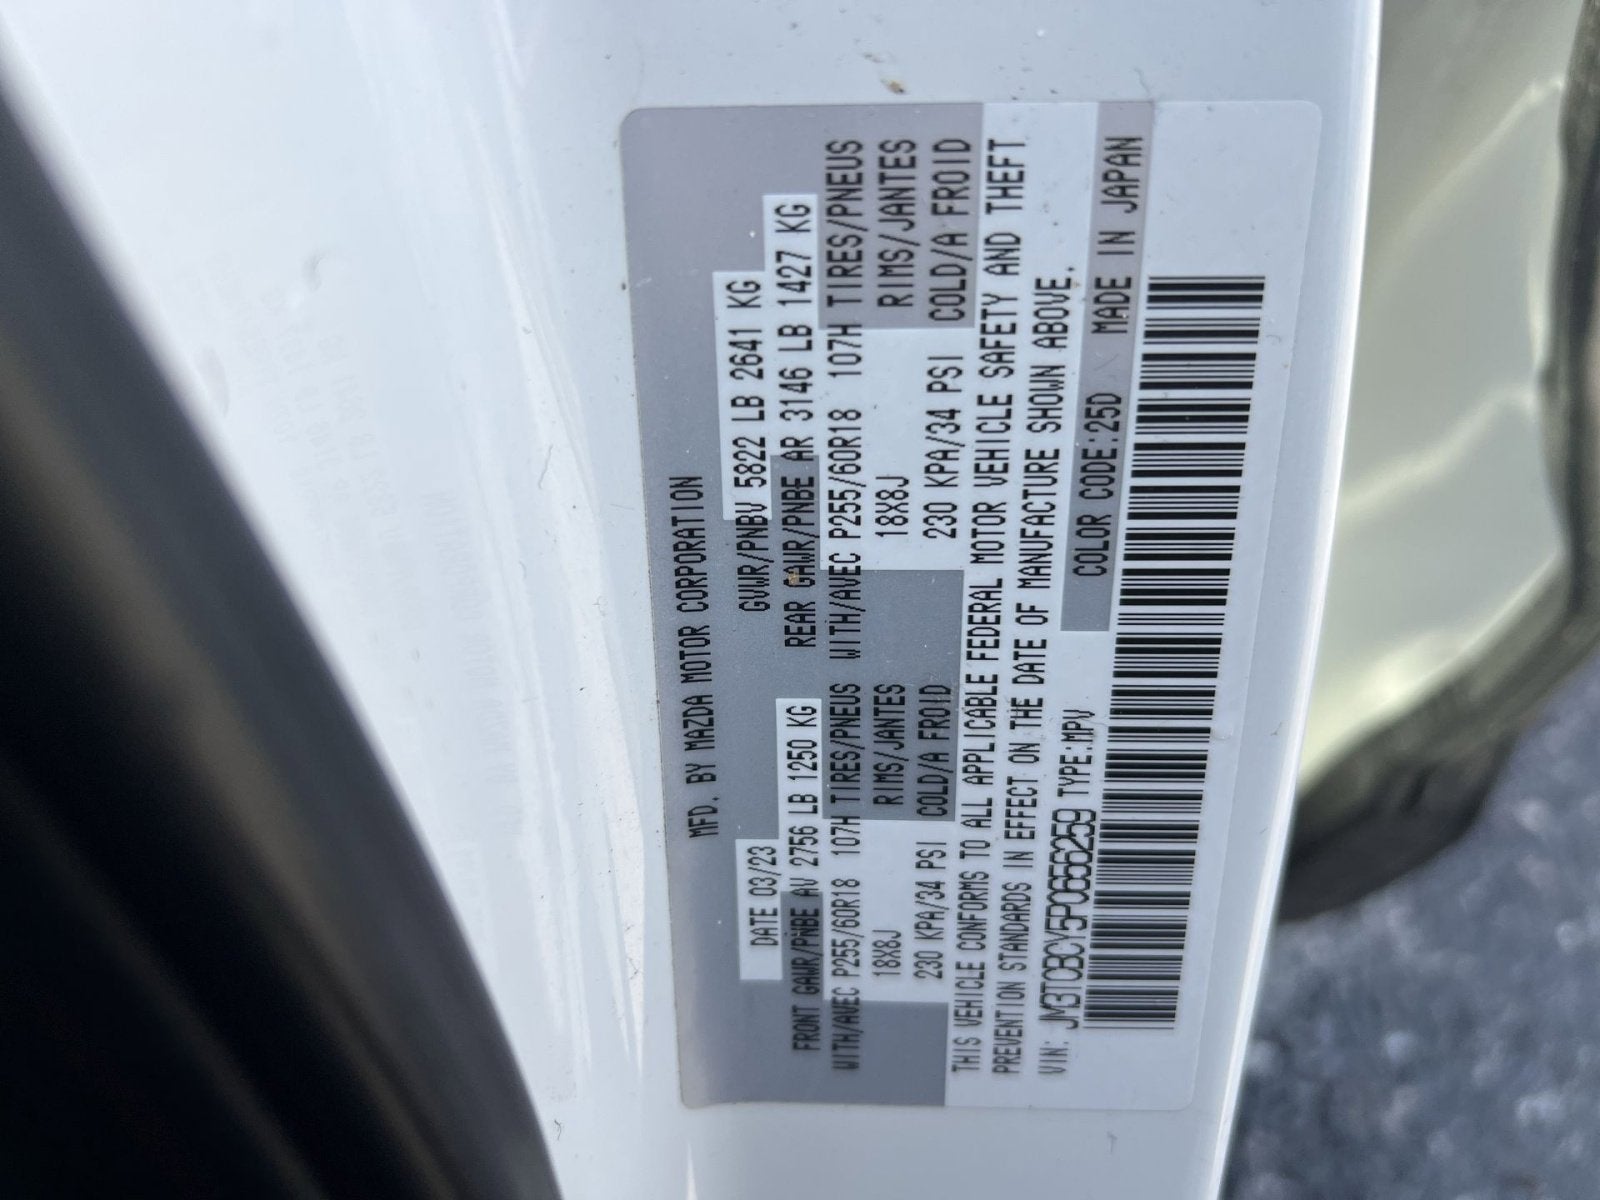 MFD. BY MAZDA MOTOR CORPORATION
DATE 03/23 GVWR/PNBV 5822 LB 2641 KG
FRONT GAWR/PNBE AV 2756 LB 1250 KG REAR GAWR/PNBE AR 3146 LB 1427 KG
WITH/AVEC P255/60R18 107H TIRES/PNEUS WITH/AVEC P255/60R18 107H TIRES/PNEUS
18X8J RIMS/JANTES 18X8J RIMS/JANTES
230 KPA/34 PSI COLD/A FROID 230 KPA/34 PSI COLD/A FROID
THIS VEHICLE CONFORMS TO ALL APPLICABLE FEDERAL MOTOR VEHICLE SAFETY AND THEFT
PREVENTION STANDARDS IN EFFECT ON THE DATE OF MANUFACTURE SHOWN ABOVE.
VIN: JM3TCBCY5P0656259 TYPE:MPV COLOR CODE:25D MADE IN JAPAN